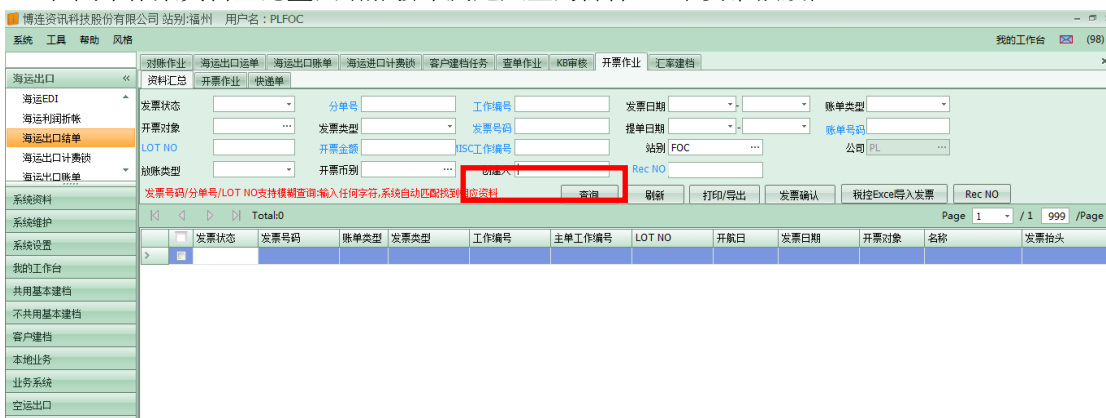 博连资讯科技股份有限公司 站别:福州 用户名：PLFOC
系统 工具 帮助 风格 我的工作台 (98)
对账作业 海运出口运单 海运出口账单 海运进口计费锁 客户建档任务 查单作业 KB审核 开票作业 汇率建档
海运出口 «
资料汇总 开票作业 快递单
海运EDI
海运利润折帐
海运出口结单
海运出口计费锁
海运出口账单
系统资料
系统维护
系统设置
我的工作台
共用基本建档
不共用基本建档
客户建档
本地业务
业务系统
空运出口
发票状态 分单号 工作编号 发票日期 - 账单类型
开票对象 ... 发票类型 发票号码 提单日期 - 账单号码
LOT NO 开票金额 MISC工作编号 站别 FOC ... 公司 PL ...
放账类型 开票币别 ... 创建人 Rec NO
发票号码/分单号/LOT NO支持模糊查询:输入任何字符,系统自动匹配找到相应资料
查询 刷新 打印/导出 发票确认 税控Excel导入发票 Rec NO
Total:0 Page 1 / 1 999 /Page
发票状态 发票号码 账单类型 发票类型 工作编号 主单工作编号 LOT NO 开航日 发票日期 开票对象 名称 发票抬头